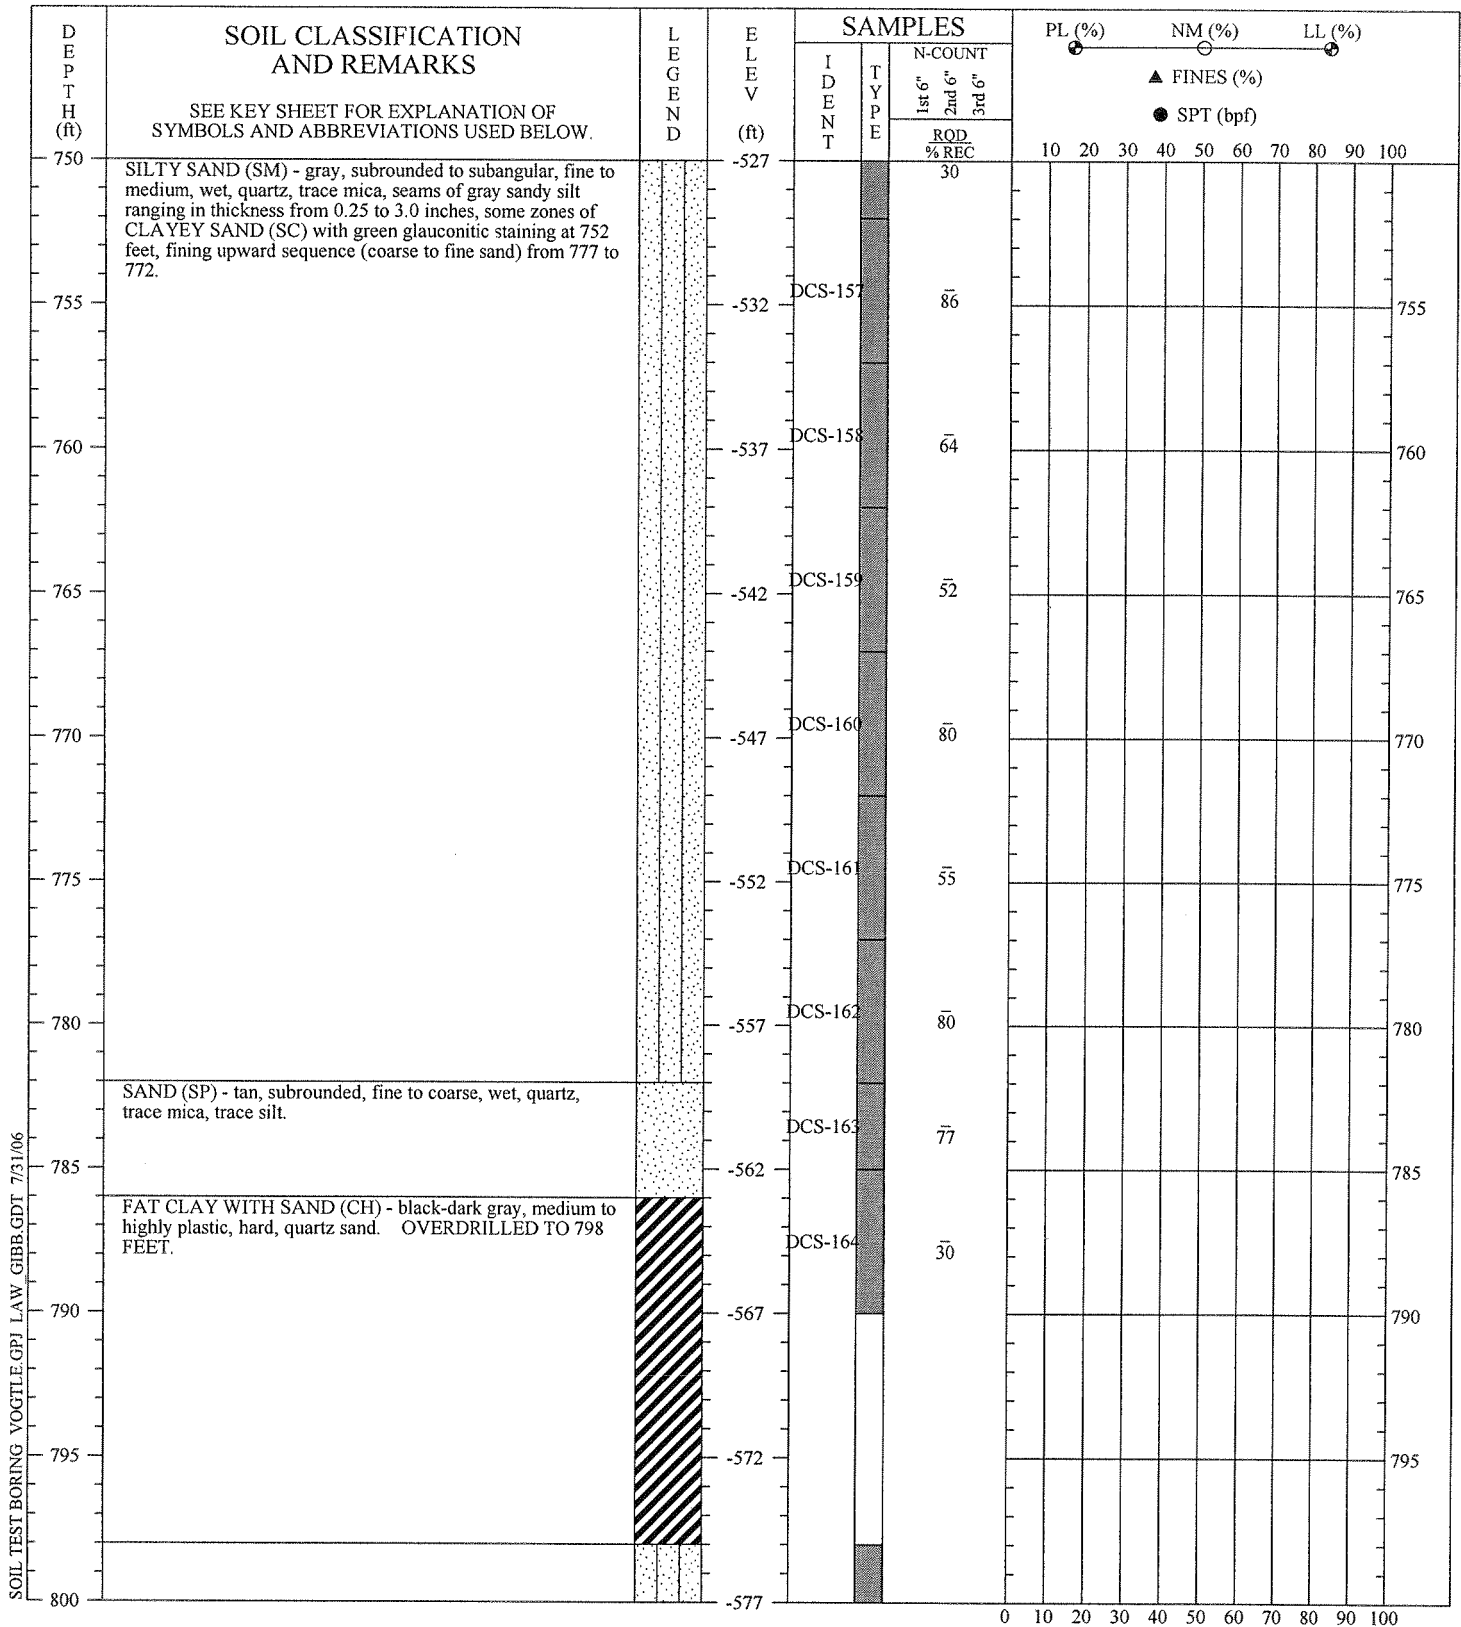 DEPTH (ft)
SOIL CLASSIFICATION
AND REMARKS
SEE KEY SHEET FOR EXPLANATION OF
SYMBOLS AND ABBREVIATIONS USED BELOW.
LEGEND
ELEV (ft)
SAMPLES
IDENT
TYPE
N-COUNT
1st 6"
2nd 6"
3rd 6"
RQD
% REC
PL (%) NM (%) LL (%)
▲ FINES (%)
● SPT (bpf)
10 20 30 40 50 60 70 80 90 100
750
SILTY SAND (SM) - gray, subrounded to subangular, fine to
medium, wet, quartz, trace mica, seams of gray sandy silt
ranging in thickness from 0.25 to 3.0 inches, some zones of
CLAYEY SAND (SC) with green glauconitic staining at 752
feet, fining upward sequence (coarse to fine sand) from 777 to
772.
-527
30
755
-532
DCS-157
86
755
760
-537
DCS-158
64
760
765
-542
DCS-159
52
765
770
-547
DCS-160
80
770
775
-552
DCS-161
55
775
780
-557
DCS-162
80
780
SAND (SP) - tan, subrounded, fine to coarse, wet, quartz,
trace mica, trace silt.
DCS-163
77
785
-562
785
FAT CLAY WITH SAND (CH) - black-dark gray, medium to
highly plastic, hard, quartz sand. OVERDRILLED TO 798
FEET.
DCS-164
30
790
-567
790
795
-572
795
800
-577
0 10 20 30 40 50 60 70 80 90 100
SOIL TEST BORING VOGTLE.GPJ LAW_GIBB.GDT 7/31/06